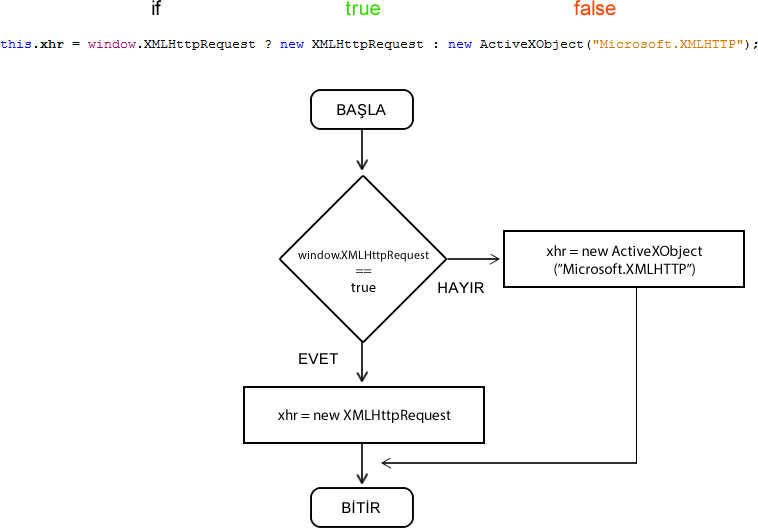 if true false
this.xhr = window.XMLHttpRequest ? new XMLHttpRequest : new ActiveXObject("Microsoft.XMLHTTP");
BAŞLA
window.XMLHttpRequest
==
true
HAYIR
xhr = new ActiveXObject
("Microsoft.XMLHTTP")
EVET
xhr = new XMLHttpRequest
BİTİR